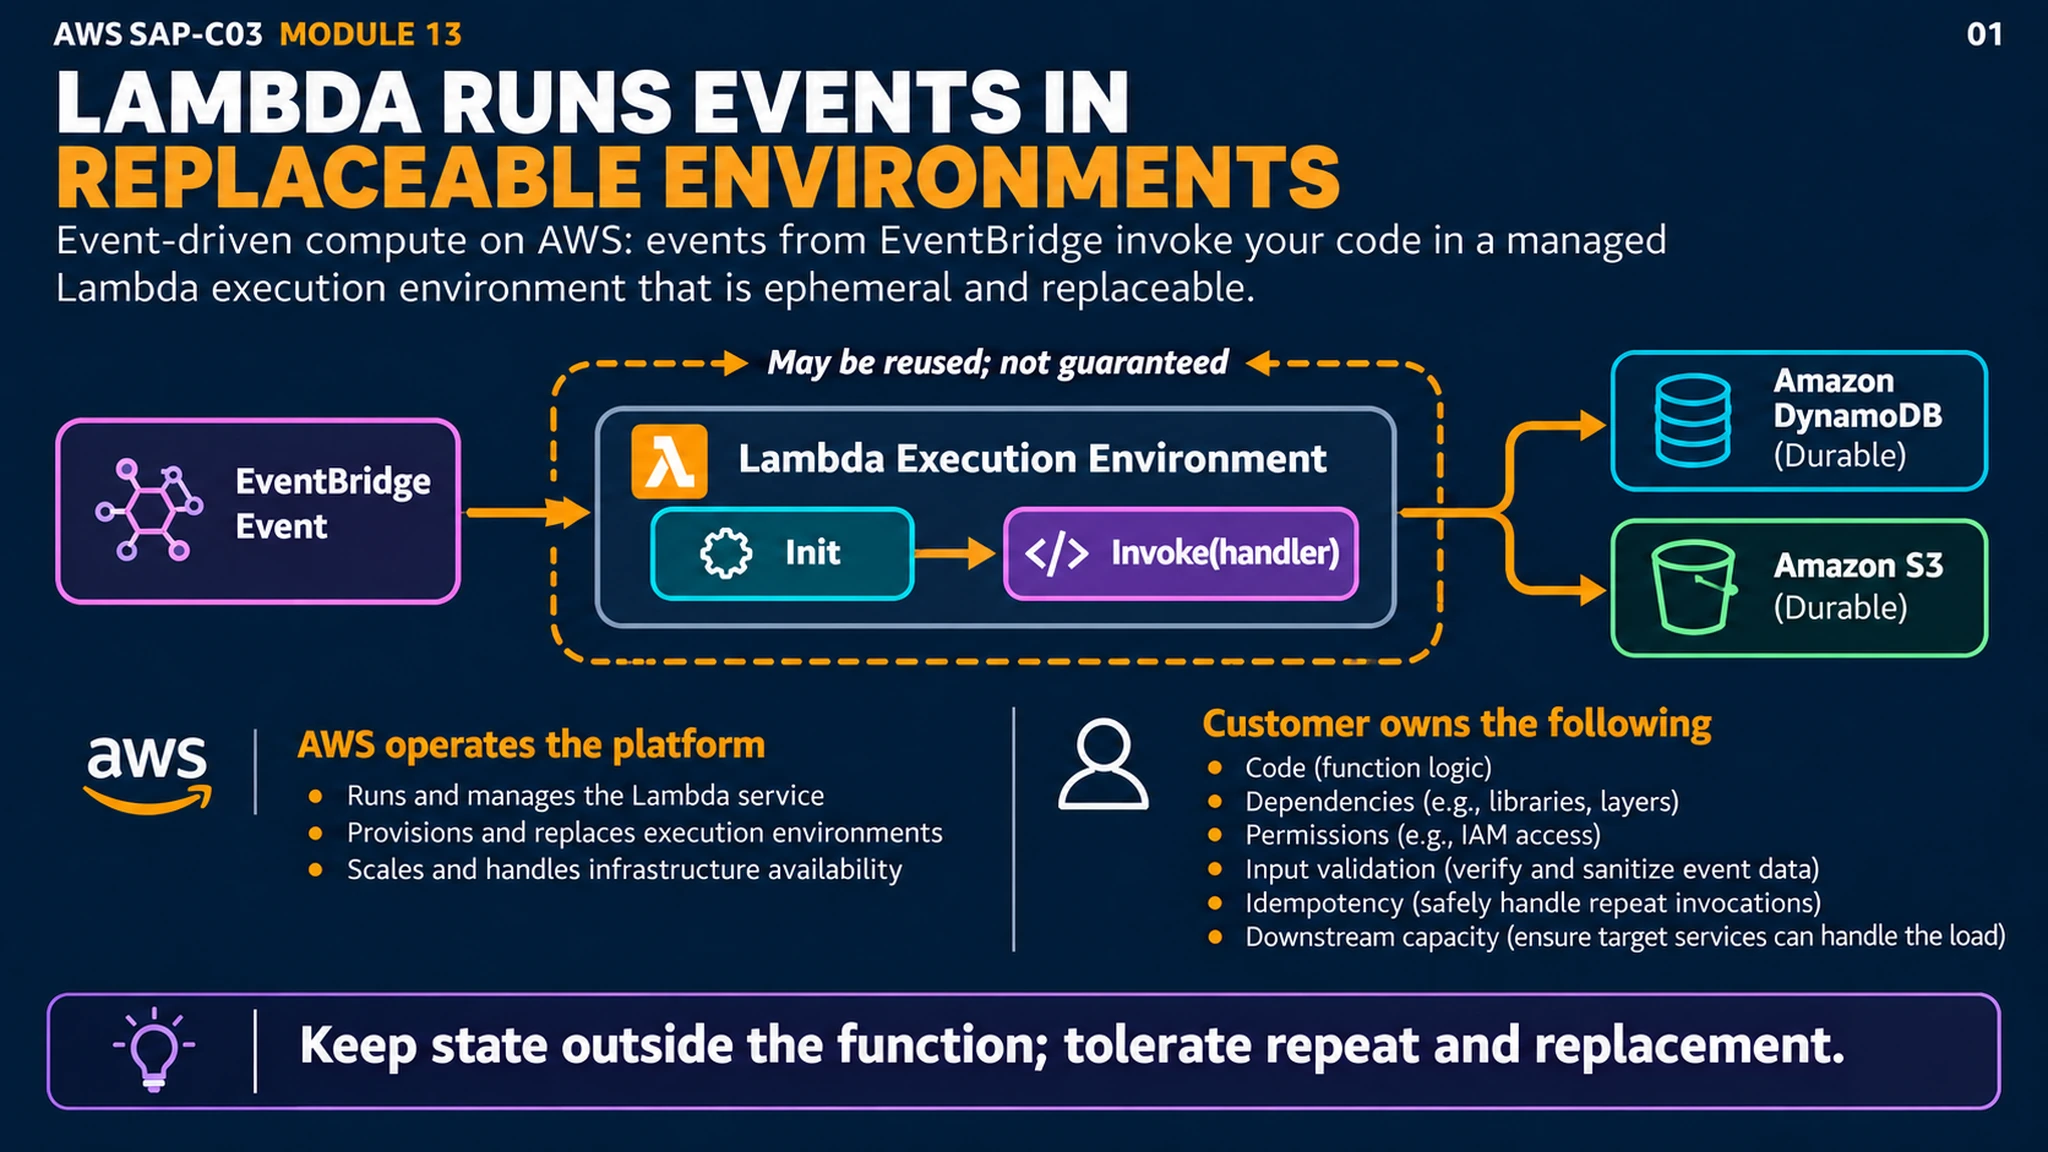 AWS SAP-C03 MODULE 13
01
LAMBDA RUNS EVENTS IN
REPLACEABLE ENVIRONMENTS
Event-driven compute on AWS: events from EventBridge invoke your code in a managed
Lambda execution environment that is ephemeral and replaceable.
May be reused; not guaranteed
EventBridge
Event
Lambda Execution Environment
Init
</> Invoke(handler)
Amazon
DynamoDB
(Durable)
Amazon S3
(Durable)
aws
AWS operates the platform
• Runs and manages the Lambda service
• Provisions and replaces execution environments
• Scales and handles infrastructure availability
Customer owns the following
• Code (function logic)
• Dependencies (e.g., libraries, layers)
• Permissions (e.g., IAM access)
• Input validation (verify and sanitize event data)
• Idempotency (safely handle repeat invocations)
• Downstream capacity (ensure target services can handle the load)
Keep state outside the function; tolerate repeat and replacement.